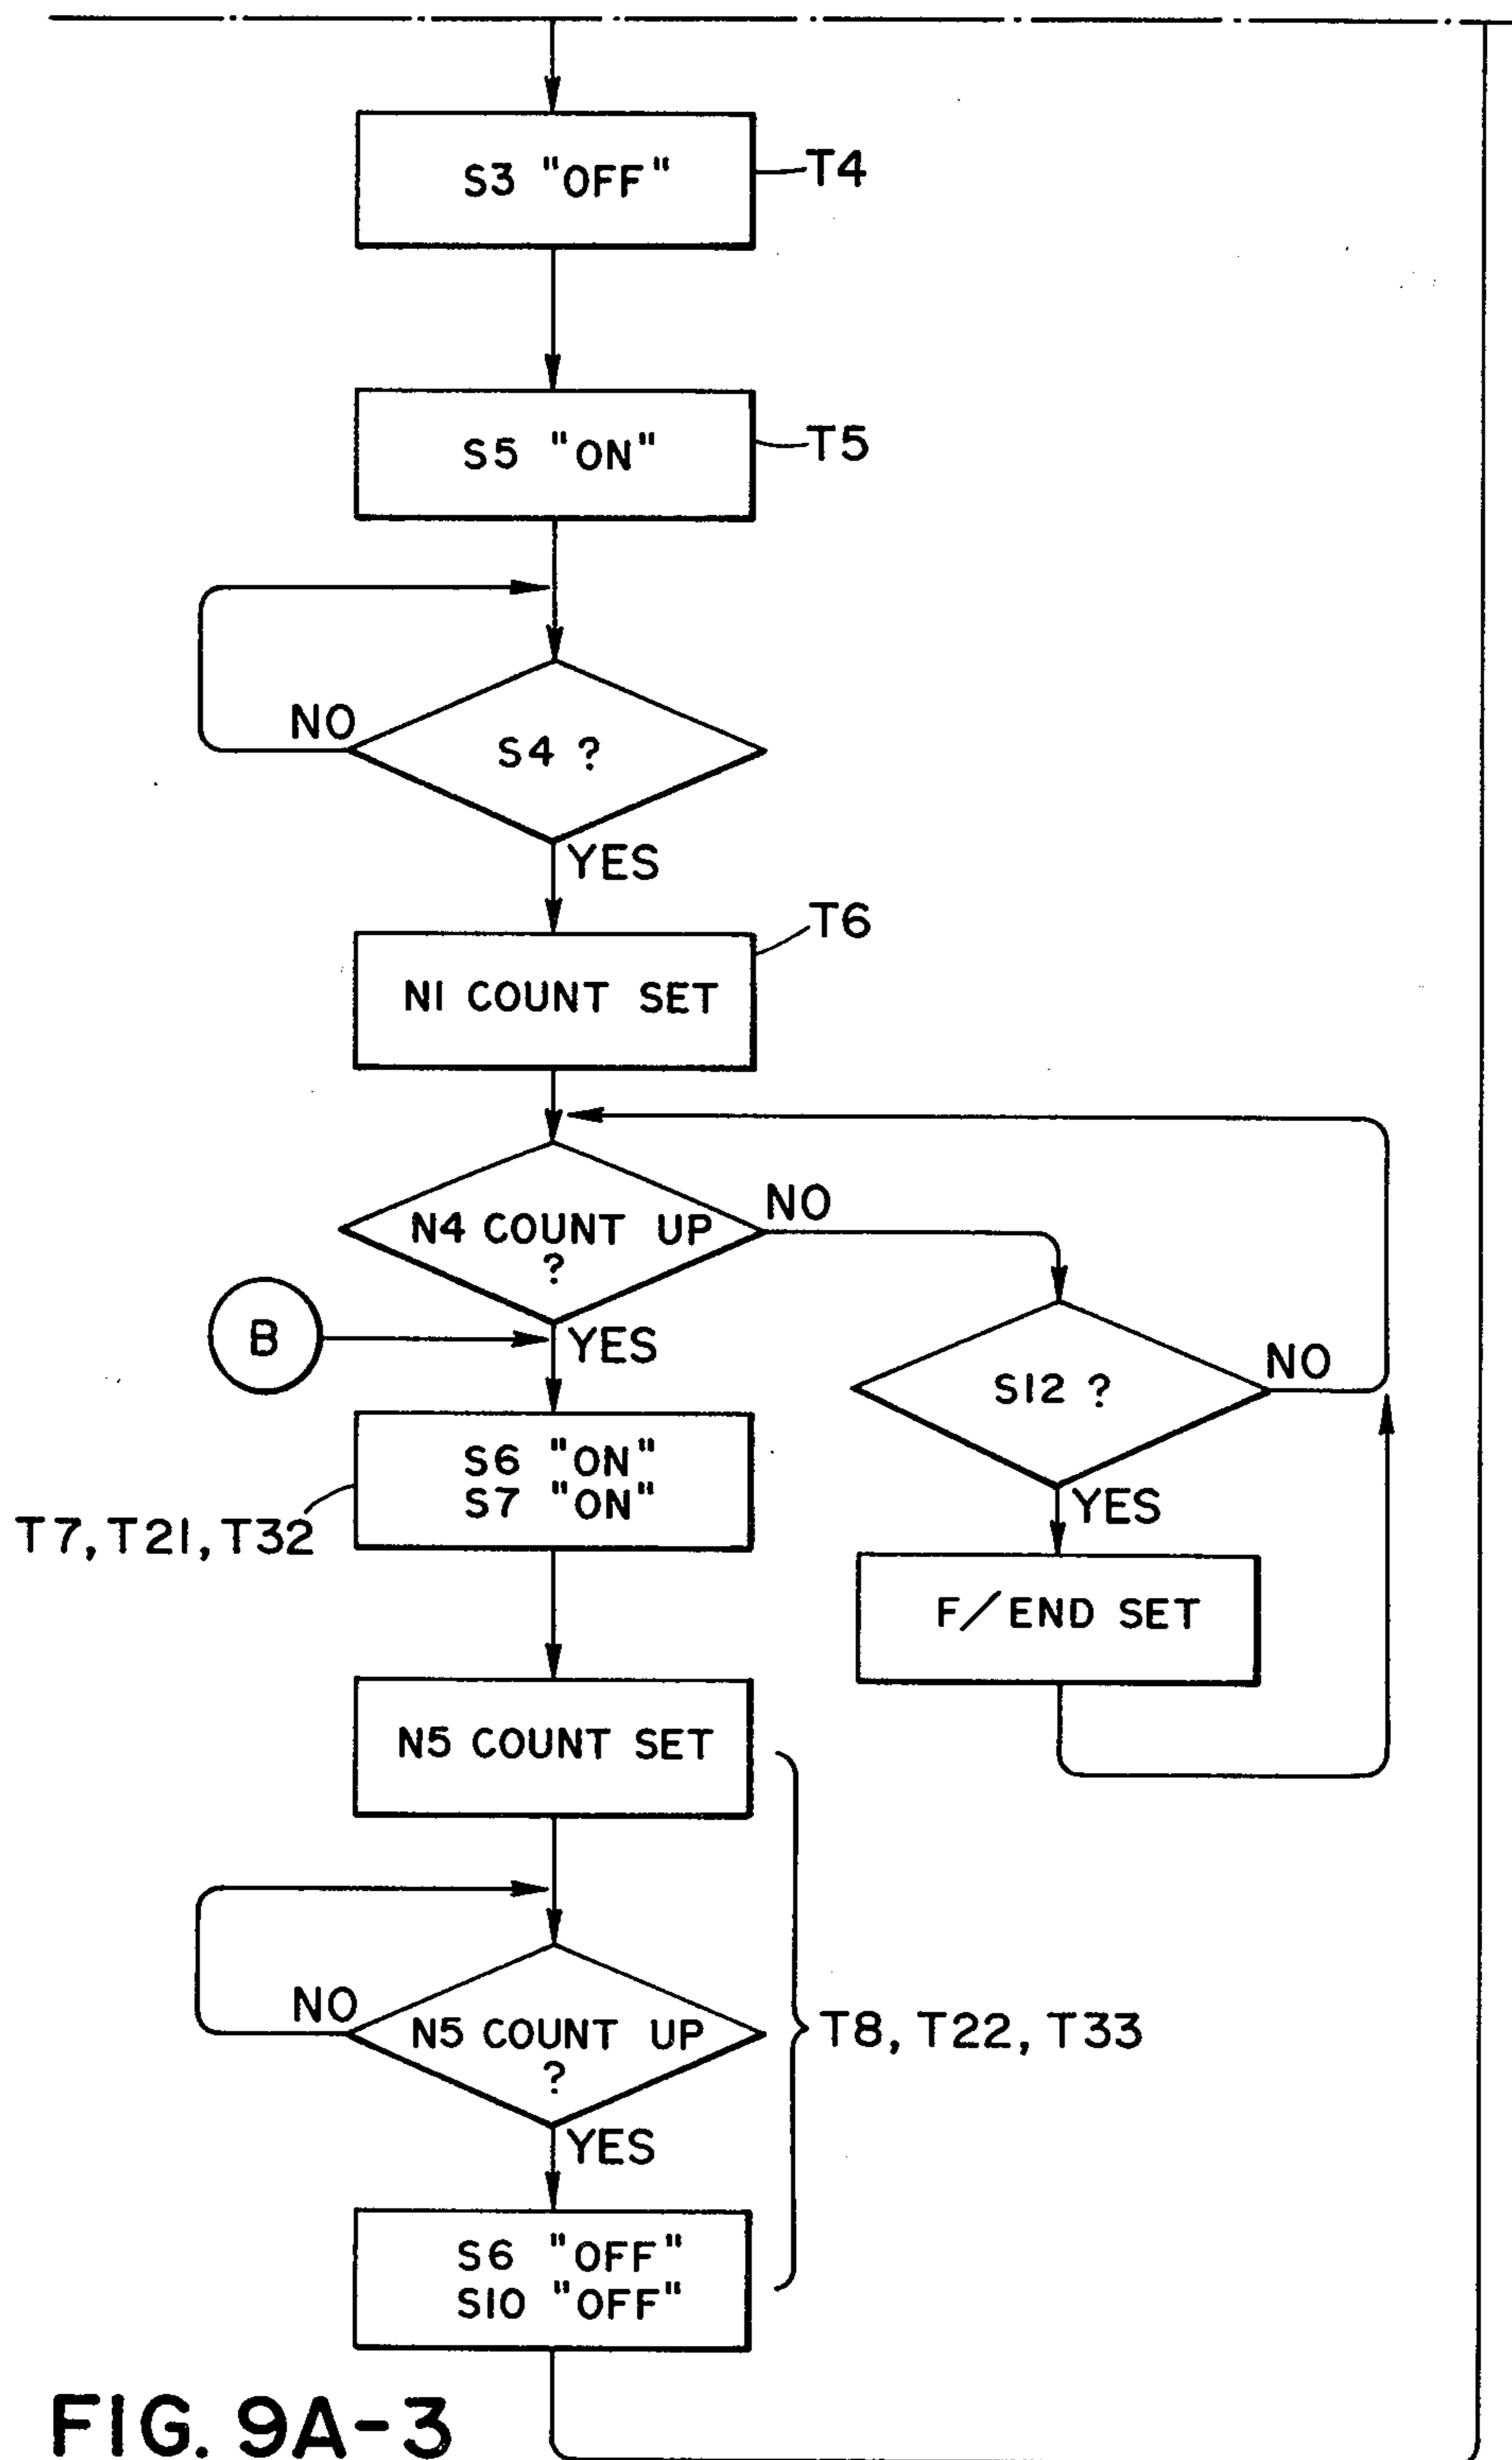 S3 "OFF"
T4
S5 "ON"
T5
NO
S4 ?
YES
T6
N1 COUNT SET
N4 COUNT UP
?
NO
B
YES
S12 ?
NO
S6 "ON"
S7 "ON"
T7, T21, T32
YES
F/END SET
N5 COUNT SET
NO
N5 COUNT UP
?
T8, T22, T33
YES
S6 "OFF"
S10 "OFF"
FIG. 9A-3